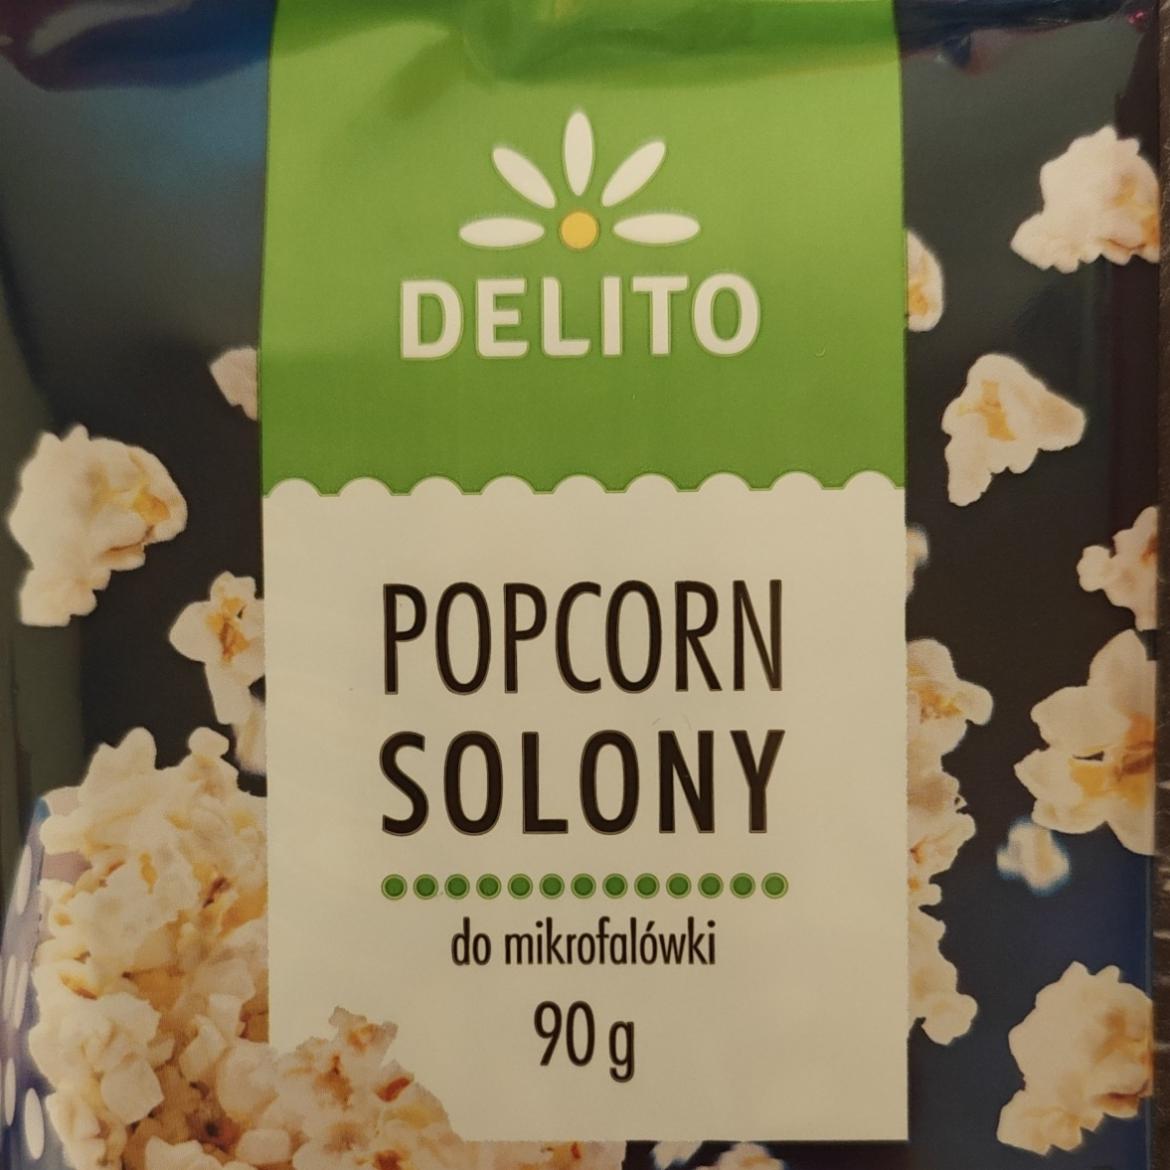 DELITO
POPCORN
SOLONY
do mikrofalówki
90 g